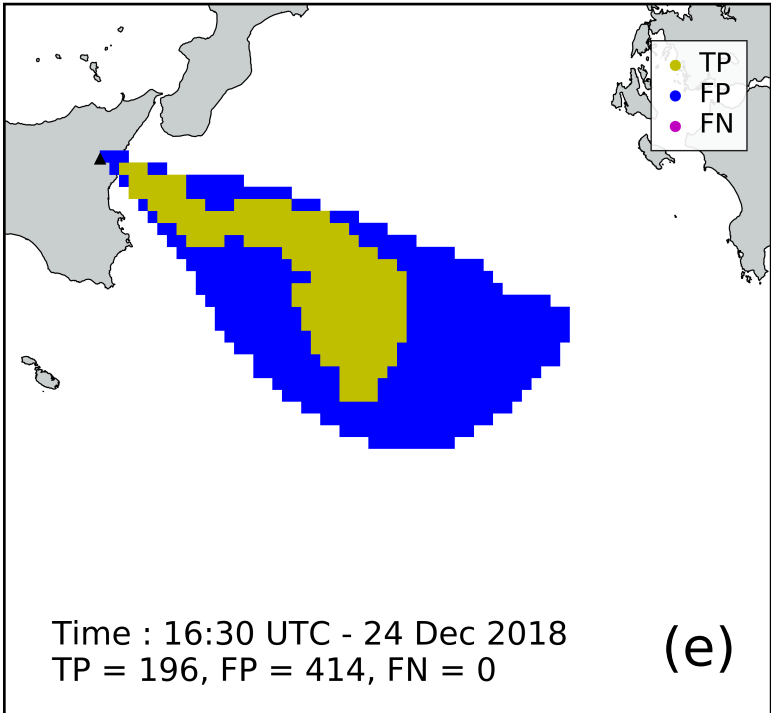 TP
FP
FN
Time : 16:30 UTC - 24 Dec 2018
TP = 196, FP = 414, FN = 0
(e)